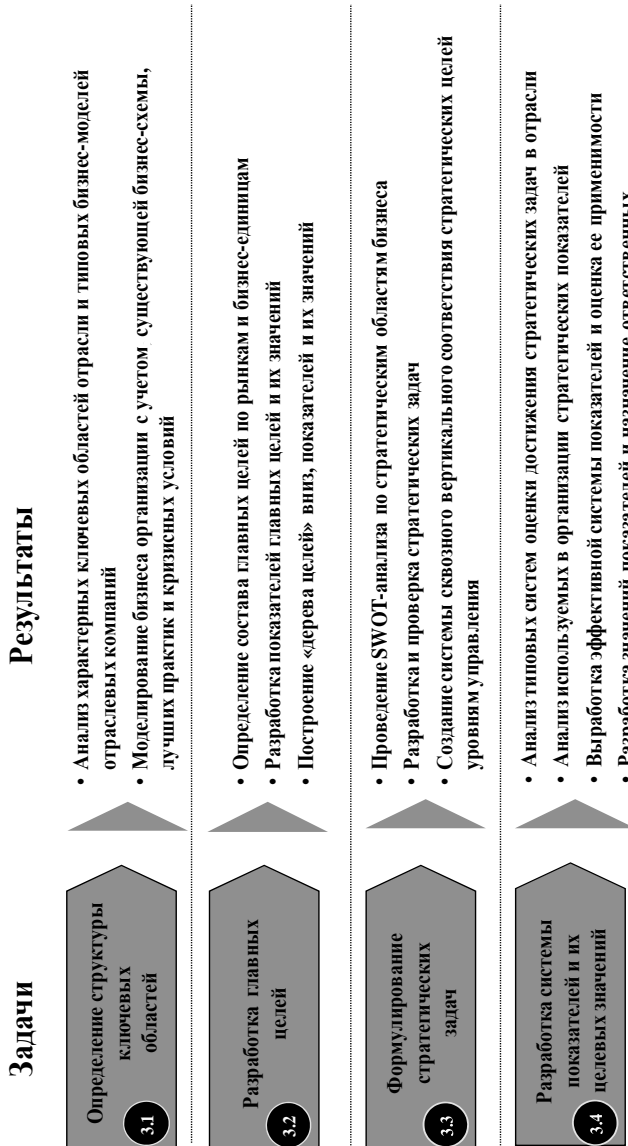 Задачи
Результаты
Определение структуры
ключевых
областей
3.1
• Анализ характерных ключевых областей отрасли и типовых бизнес-моделей
отраслевых компаний
• Моделирование бизнеса организации с учетом существующей бизнес-схемы,
лучших практик и кризисных условий
Разработка главных
целей
3.2
• Определение состава главных целей по рынкам и бизнес-единицам
• Разработка показателей главных целей и их значений
• Построение «дерева целей» вниз, показателей и их значений
Формулирование
стратегических
задач
3.3
• Проведение SWOT-анализа по стратегическим областям бизнеса
• Разработка и проверка стратегических задач
• Создание системы сквозного вертикального соответствия стратегических целей
уровням управления
Разработка системы
показателей и их
целевых значений
3.4
• Анализ типовых систем оценки достижения стратегических задач в отрасли
• Анализ используемых в организации стратегических показателей
• Выработка эффективной системы показателей и оценка ее применимости
• Разработка значений показателей и назначение ответственных